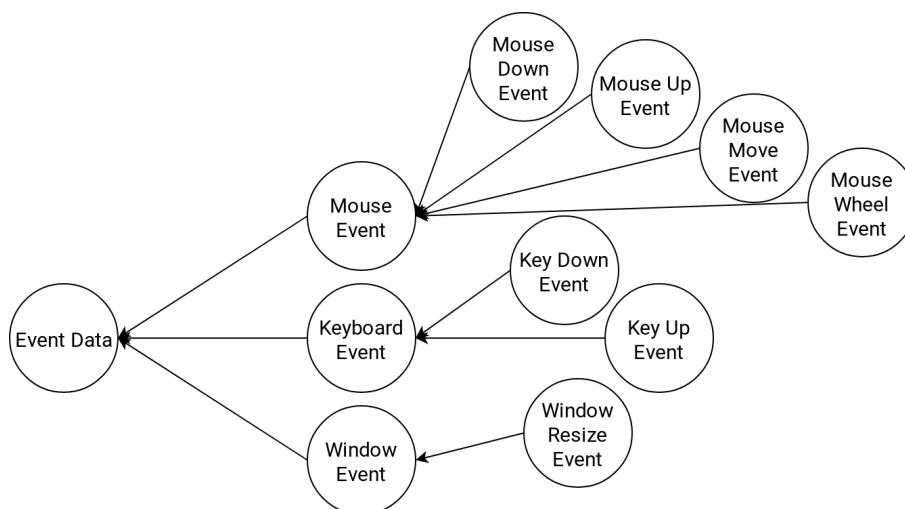 Mouse
Down
Event
Mouse Up
Event
Mouse
Move
Event
Mouse
Wheel
Event
Mouse
Event
Key Down
Event
Event Data
Keyboard
Event
Key Up
Event
Window
Resize
Event
Window
Event